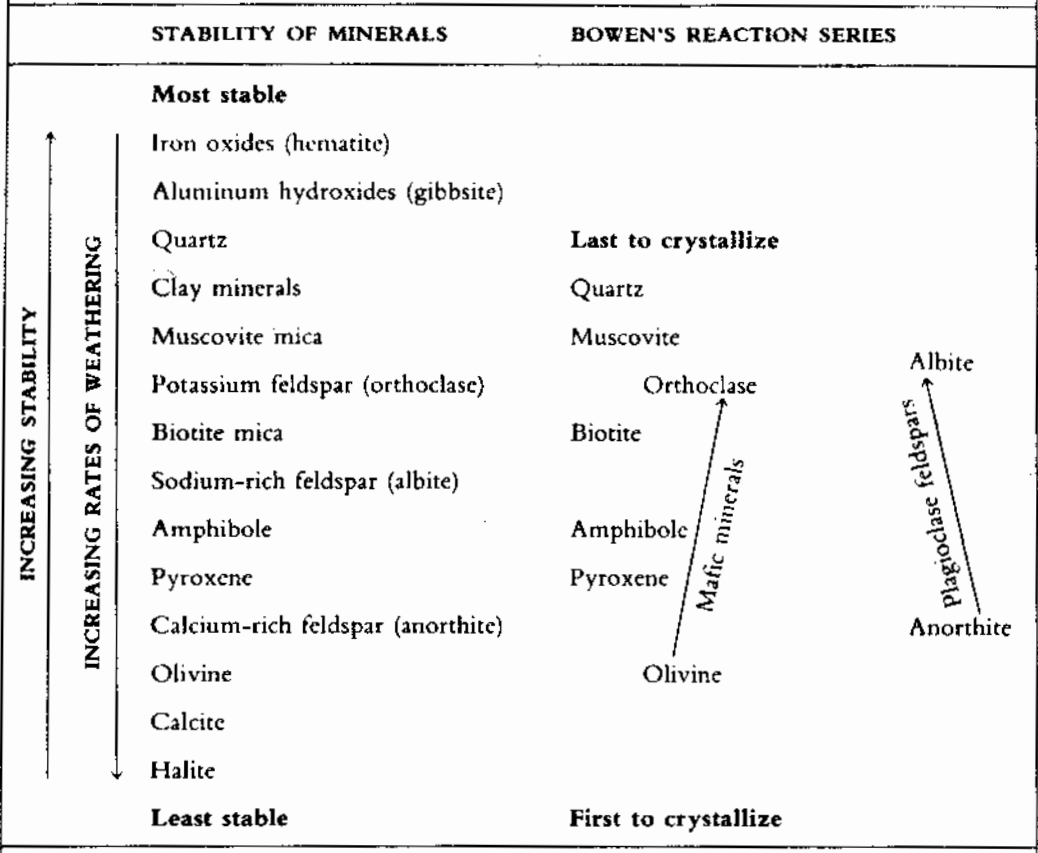 STABILITY OF MINERALS BOWEN'S REACTION SERIES
Most stable
Iron oxides (hematite)
Aluminum hydroxides (gibbsite)
Quartz Last to crystallize
Clay minerals Quartz
Muscovite mica Muscovite
Albite
Potassium feldspar (orthoclase) Orthoclase
Biotite mica Biotite
Sodium-rich feldspar (albite)
Amphibole Amphibole
Pyroxene Pyroxene
Calcium-rich feldspar (anorthite) Anorthite
Olivine Olivine
Calcite
Halite
Least stable First to crystallize
INCREASING STABILITY
INCREASING RATES OF WEATHERING
Mafic minerals
Plagioclase feldspars